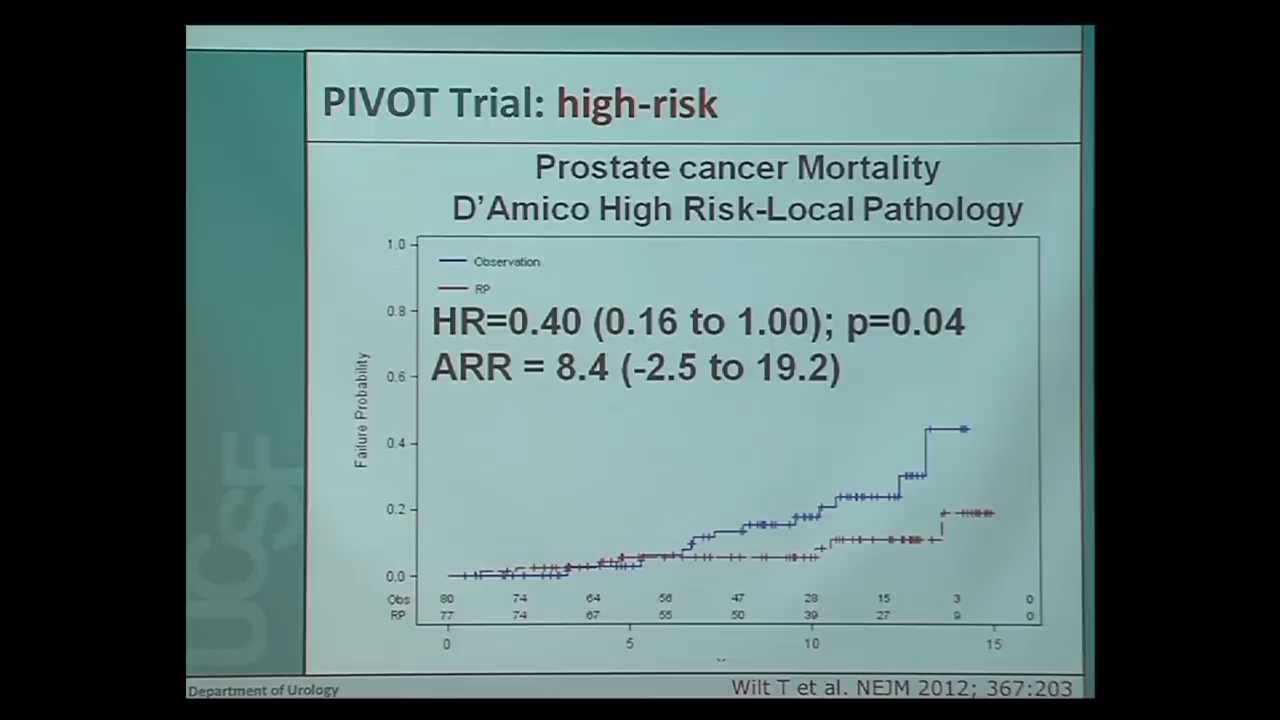 PIVOT Trial: high-risk
Prostate cancer Mortality
D'Amico High Risk-Local Pathology
1.0
0.8
0.6
0.4
0.2
0.0
Failure Probability
Observation
RP
HR=0.40 (0.16 to 1.00); p=0.04
ARR = 8.4 (-2.5 to 19.2)
Obs 80 74 64 56 47 28 15 3 0
RP 77 74 67 55 50 39 27 9 0
0 5 10 15
UCSF
Department of Urology
Wilt T et al. NEJM 2012; 367:203